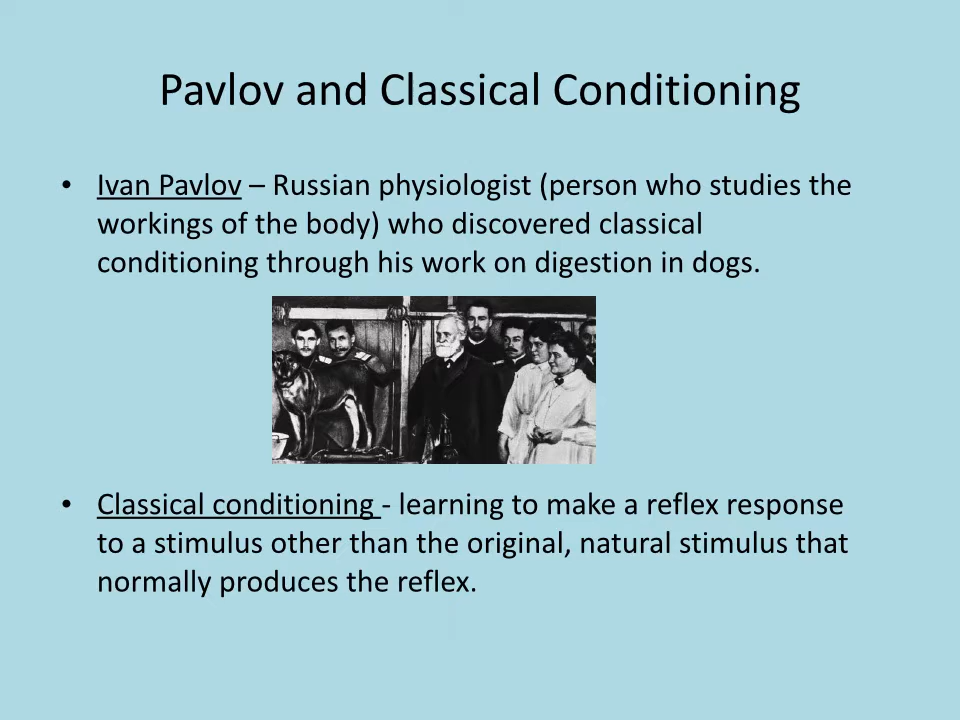 Pavlov and Classical Conditioning
• Ivan Pavlov – Russian physiologist (person who studies the
workings of the body) who discovered classical
conditioning through his work on digestion in dogs.
• Classical conditioning - learning to make a reflex response
to a stimulus other than the original, natural stimulus that
normally produces the reflex.